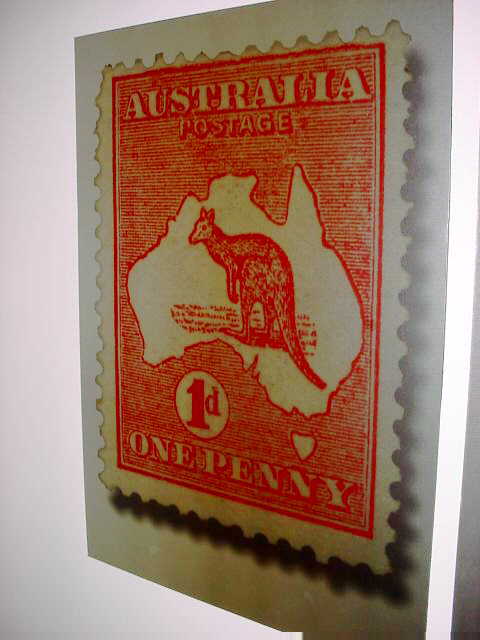 AUSTRALIA
POSTAGE
1d
ONE PENNY